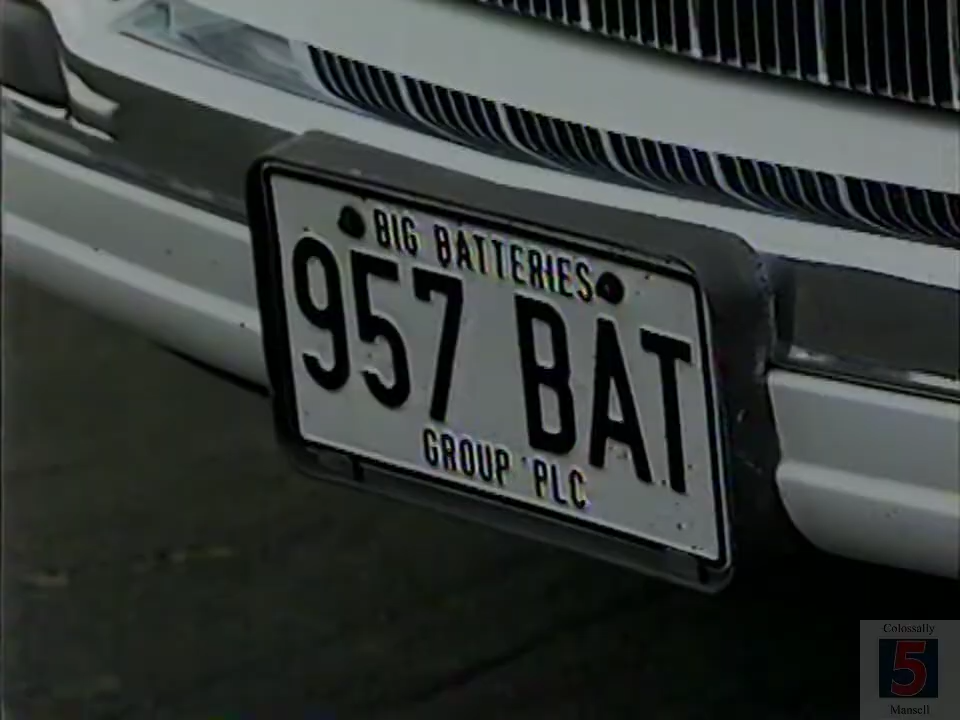 BIG BATTERIES
957 BAT
GROUP PLC
Colossally
5
Mansell